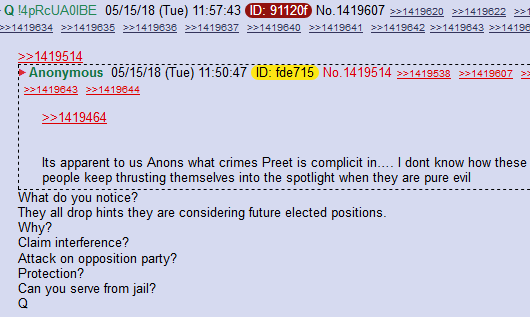 Q !4pRcUA0lBE 05/15/18 (Tue) 11:57:43 ID: 91120f No.1419607 >>1419620 >>1419622 >>
>>1419634 >>1419635 >>1419636 >>1419637 >>1419640 >>1419641 >>1419642 >>1419643
>>1419514
Anonymous 05/15/18 (Tue) 11:50:47 ID: fde715 No.1419514 >>1419538 >>1419607 >>
>>1419643 >>1419644
>>1419464
Its apparent to us Anons what crimes Preet is complicit in.... I dont know how these
people keep thrusting themselves into the spotlight when they are pure evil
What do you notice?
They all drop hints they are considering future elected positions.
Why?
Claim interference?
Attack on opposition party?
Protection?
Can you serve from jail?
Q